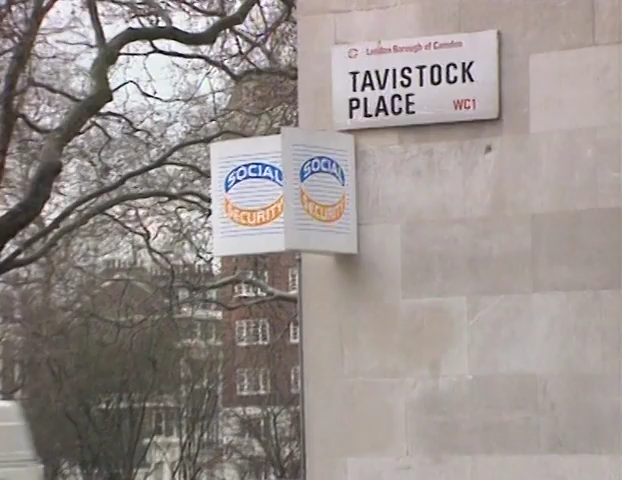 London Borough of Camden
TAVISTOCK
PLACE WC1
SOCIAL
SECURITY
SOCIAL
SECURITY